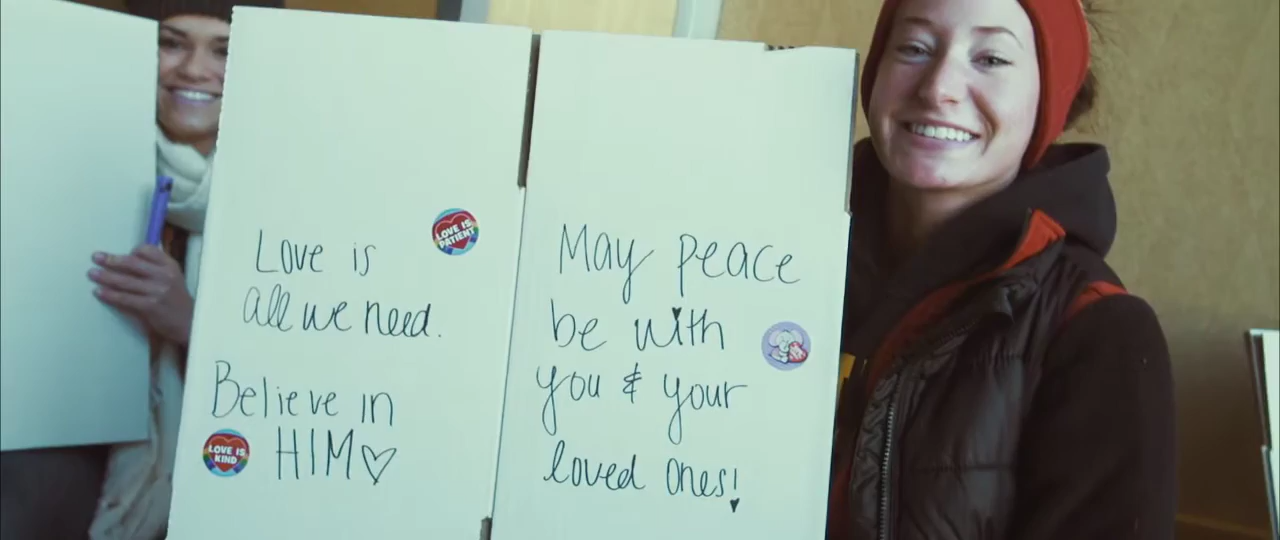 Love is
all we need.
LOVE IS
PATIENT
Believe in
HIM♡
LOVE IS
KIND
May peace
be with
you & your
loved ones!